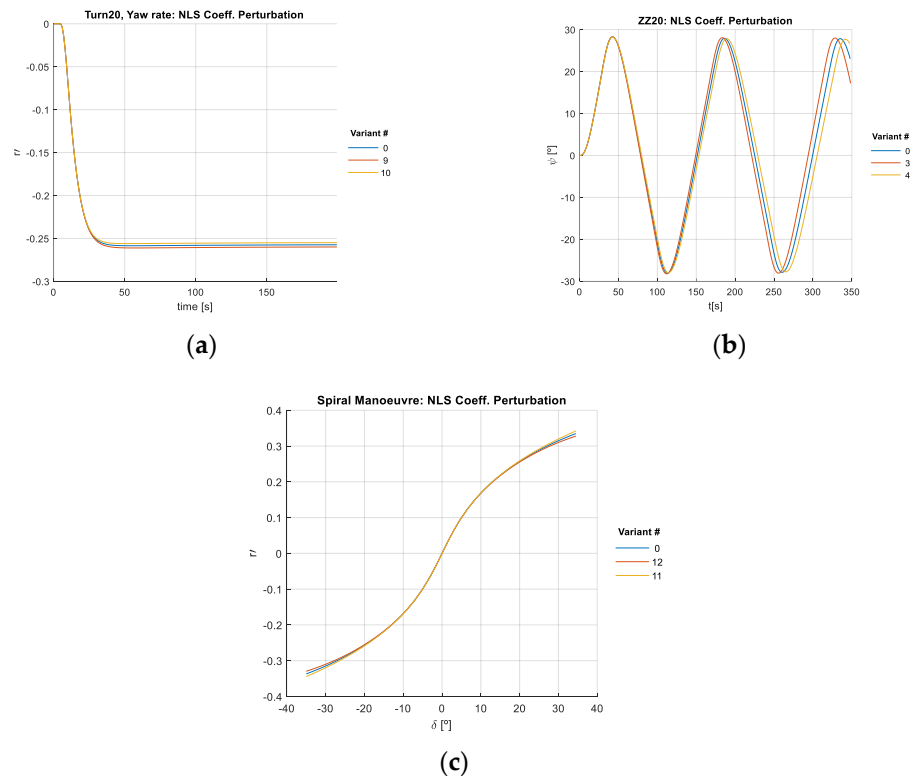 Turn20, Yaw rate: NLS Coeff. Perturbation
0
-0.05
-0.1
-0.15
-0.2
-0.25
-0.3
r/
0 50 100 150
time [s]
Variant #
0
9
10
(a)
ZZ20: NLS Coeff. Perturbation
30
20
10
0
-10
-20
-30
ψ [º]
0 50 100 150 200 250 300 350
t[s]
Variant #
0
3
4
(b)
Spiral Manoeuvre: NLS Coeff. Perturbation
0.4
0.3
0.2
0.1
0
-0.1
-0.2
-0.3
-0.4
r/
-40 -30 -20 -10 0 10 20 30 40
δ [º]
Variant #
0
12
11
(c)